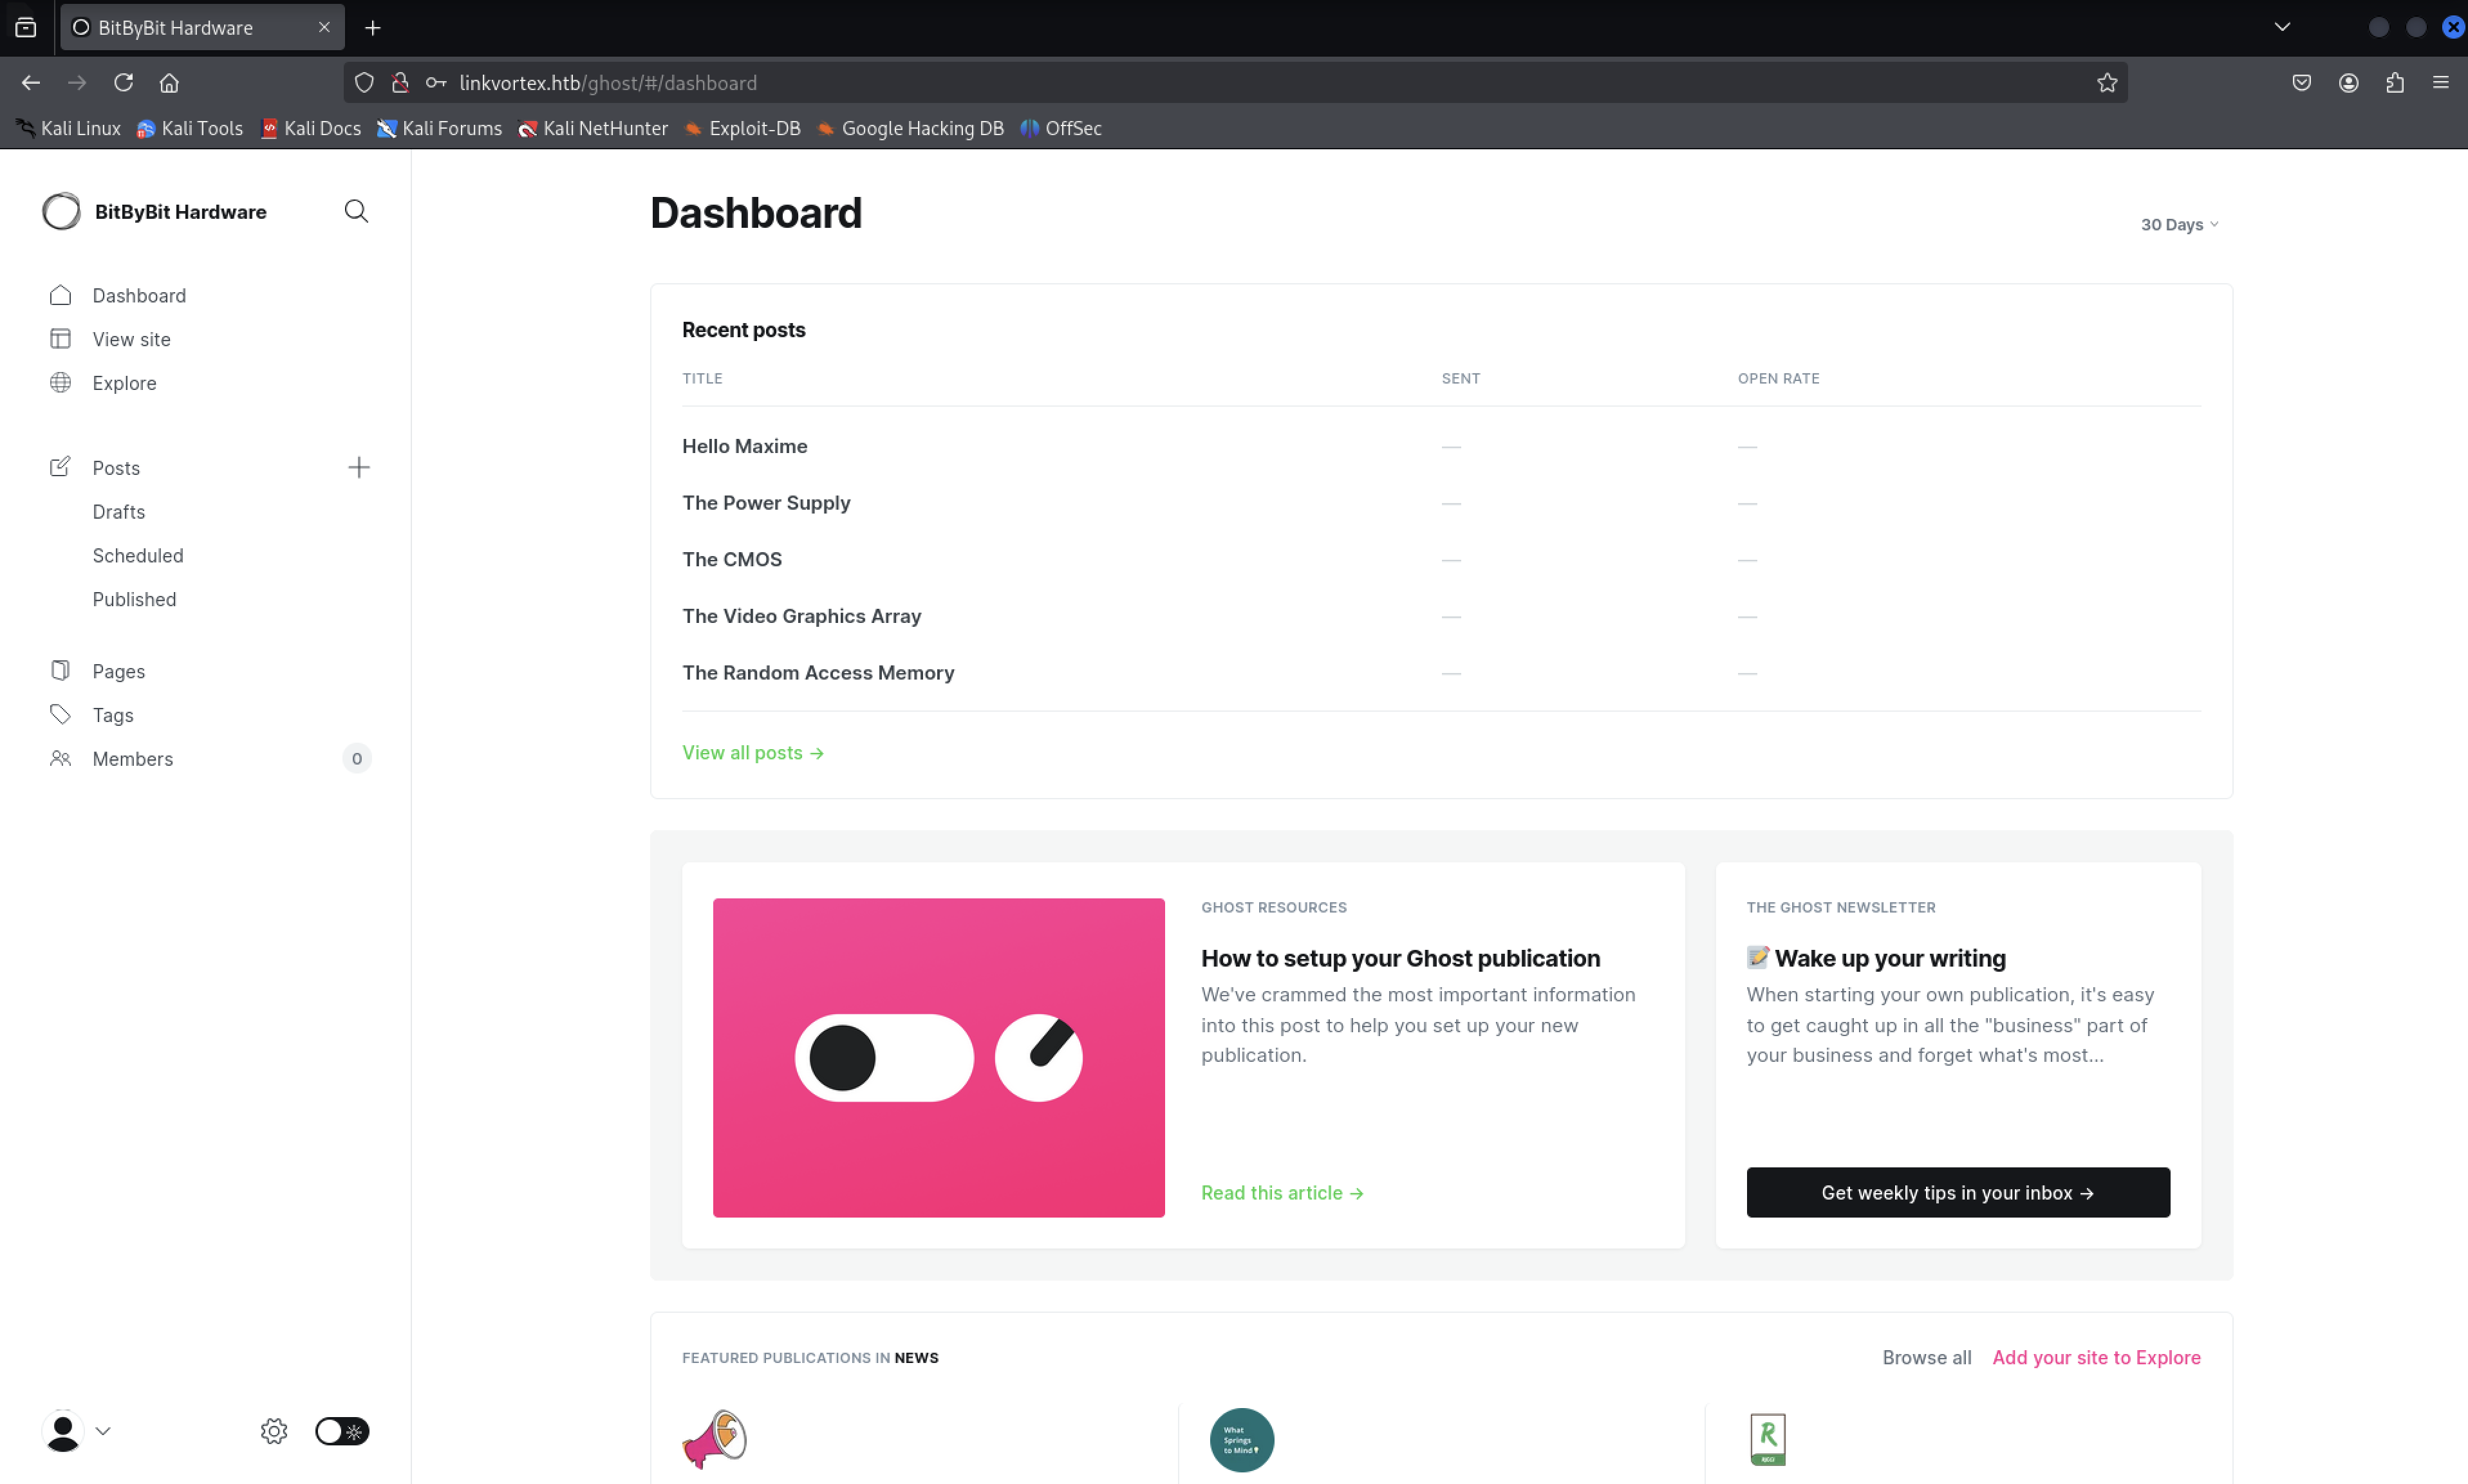 BitByBit Hardware
linkvortex.htb/ghost/#/dashboard
Kali Linux Kali Tools Kali Docs Kali Forums Kali NetHunter Exploit-DB Google Hacking DB OffSec
BitByBit Hardware
Dashboard
View site
Explore
Posts
Drafts
Scheduled
Published
Pages
Tags
Members 0
Dashboard
30 Days
Recent posts
TITLE SENT OPEN RATE
Hello Maxime — —
The Power Supply — —
The CMOS — —
The Video Graphics Array — —
The Random Access Memory — —
View all posts →
GHOST RESOURCES
How to setup your Ghost publication
We've crammed the most important information
into this post to help you set up your new
publication.
Read this article →
THE GHOST NEWSLETTER
📝 Wake up your writing
When starting your own publication, it's easy
to get caught up in all the "business" part of
your business and forget what's most...
Get weekly tips in your inbox →
FEATURED PUBLICATIONS IN NEWS
Browse all Add your site to Explore
What
Springs
to Mind
R